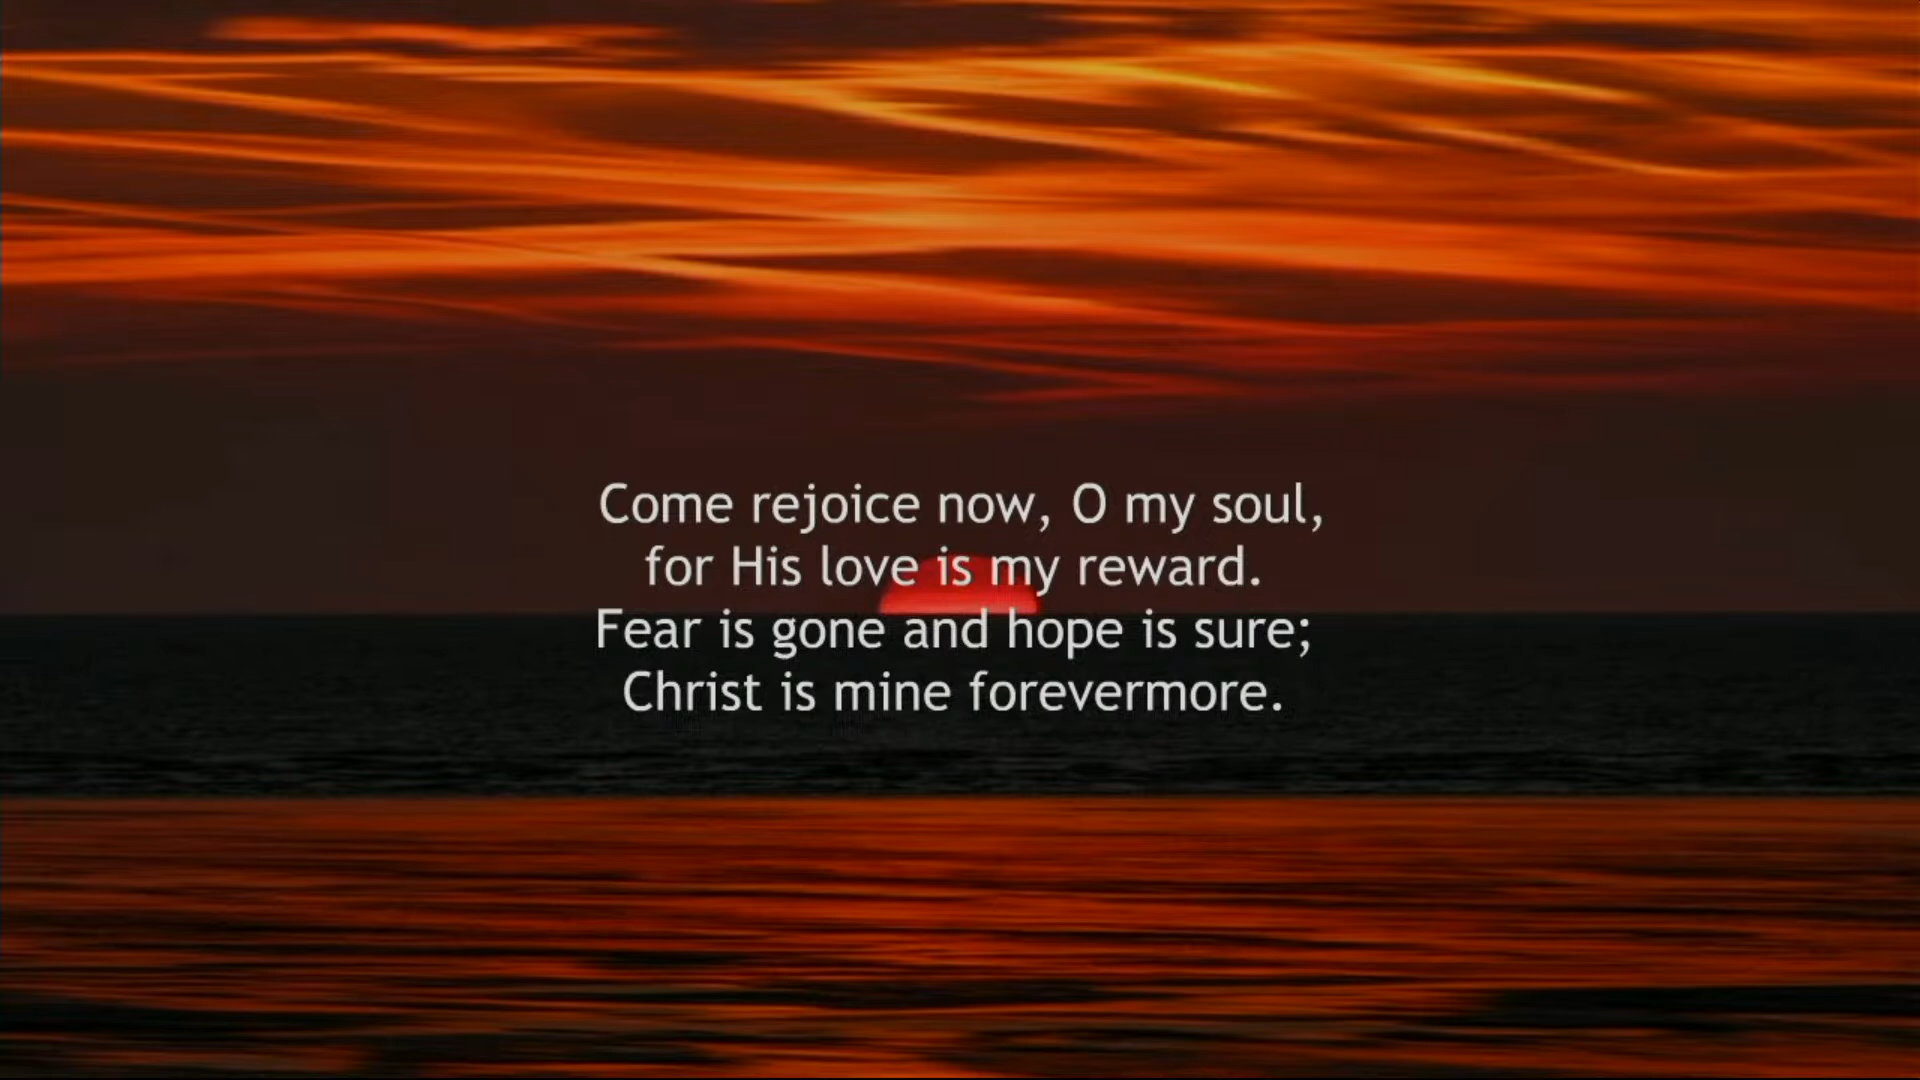 Come rejoice now, O my soul,
for His love is my reward.
Fear is gone and hope is sure;
Christ is mine forevermore.